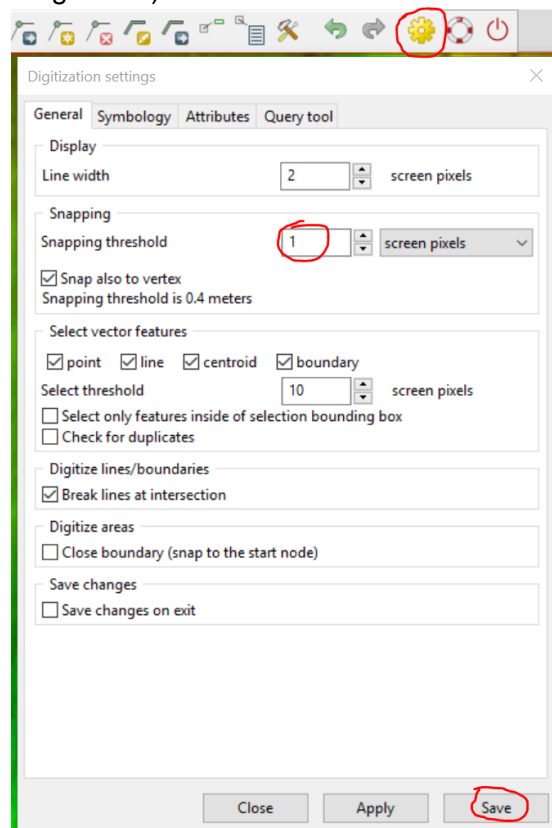 Digitization settings
General Symbology Attributes Query tool
Display
Line width 2 screen pixels
Snapping
Snapping threshold 1 screen pixels
Snap also to vertex
Snapping threshold is 0.4 meters
Select vector features
point line centroid boundary
Select threshold 10 screen pixels
Select only features inside of selection bounding box
Check for duplicates
Digitize lines/boundaries
Break lines at intersection
Digitize areas
Close boundary (snap to the start node)
Save changes
Save changes on exit
Close Apply Save